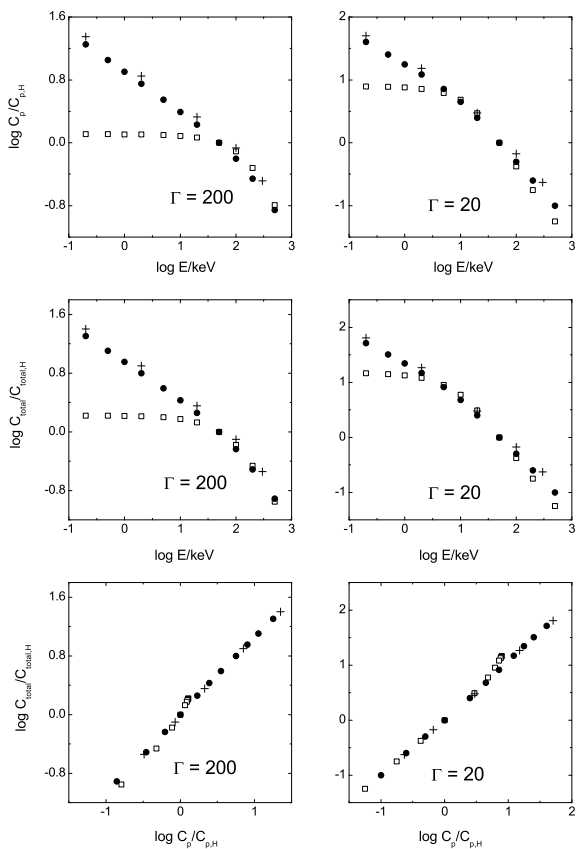 1.6
0.8
0.0
-0.8
log C_p/C_p,H
Γ = 200
-1 0 1 2 3
log E/keV
2
1
0
-1
Γ = 20
-1 0 1 2 3
log E/keV
1.6
0.8
0.0
-0.8
log C_total/C_total,H
Γ = 200
-1 0 1 2 3
log E/keV
2
1
0
-1
Γ = 20
-1 0 1 2 3
log E/keV
1.6
0.8
0.0
-0.8
log C_total/C_total,H
Γ = 200
-1 0 1
log C_p/C_p,H
2
1
0
-1
Γ = 20
-1 0 1 2
log C_p/C_p,H